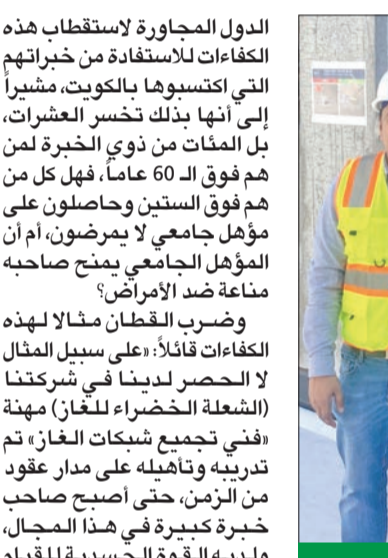 الدول المجاورة لاستقطاب هذه
الكفاءات للاستفادة من خبراتهم
التي اكتسبوها بالكويت، مشيراً
إلى أنها بذلك تخسر العشرات،
بل المئات من ذوي الخبرة لمن
هم فوق الـ 60 عاماً، فهل كل من
هم فوق الستين وحاصلون على
مؤهل جامعي لا يمرضون، أم أن
المؤهل الجامعي يمنح صاحبه
مناعة ضد الأمراض؟
وضرب القطان مثالا لهذه
الكفاءات قائلاً: «على سبيل المثال
لا الحصر لدينا في شركتنا
(الشعلة الخضراء للغاز) مهنة
«فني تجميع شبكات الغاز» تم
تدريبه وتأهيله على مدار عقود
من الزمن، حتى أصبح صاحب
خبرة كبيرة في هذا المجال،
ولديه القوة الجسدية للقيام